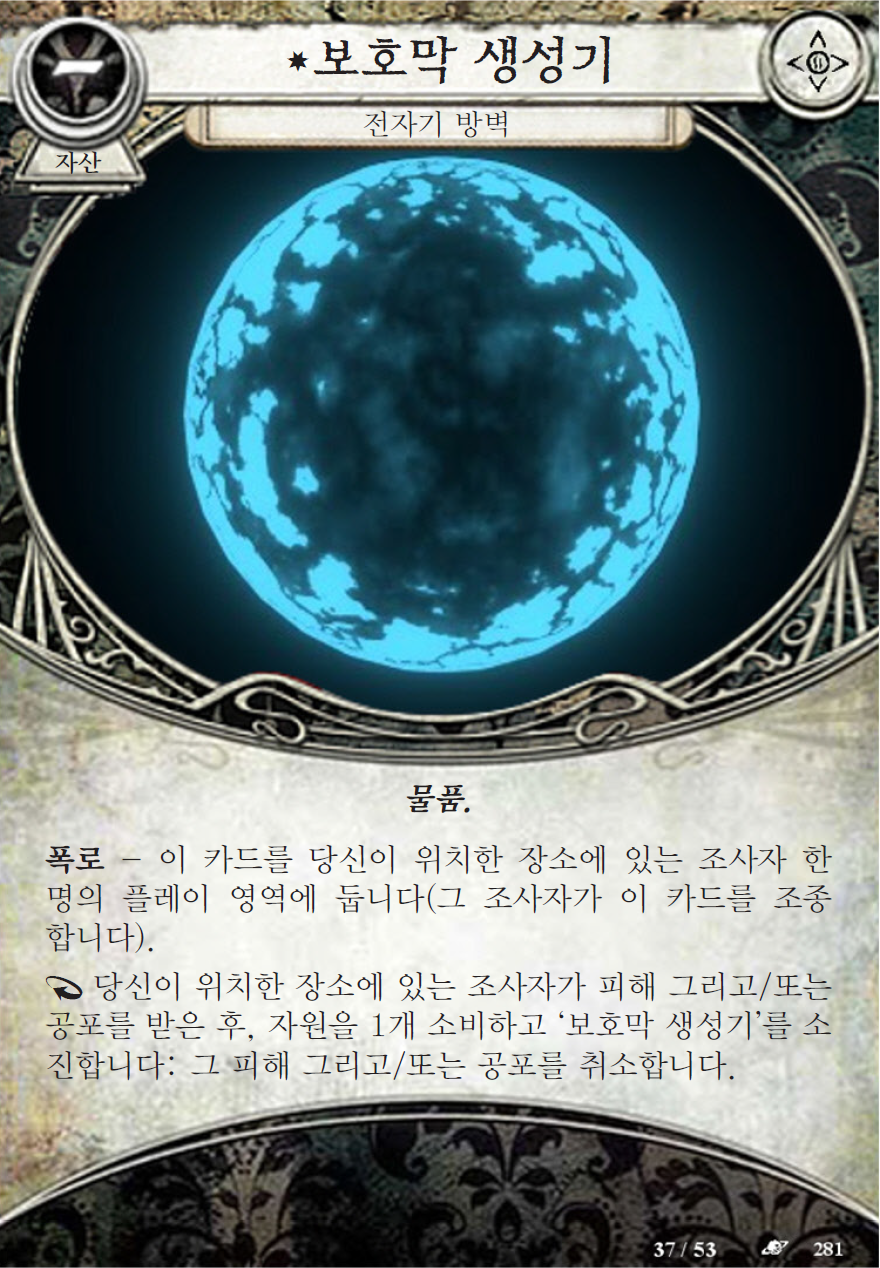 ✷보호막 생성기
전자기 방벽
자산
물품.
폭로 – 이 카드를 당신이 위치한 장소에 있는 조사자 한
명의 플레이 영역에 둡니다(그 조사자가 이 카드를 조종
합니다).
당신이 위치한 장소에 있는 조사자가 피해 그리고/또는
공포를 받은 후, 자원을 1개 소비하고 ‘보호막 생성기’를 소
진합니다: 그 피해 그리고/또는 공포를 취소합니다.
37 / 53 281